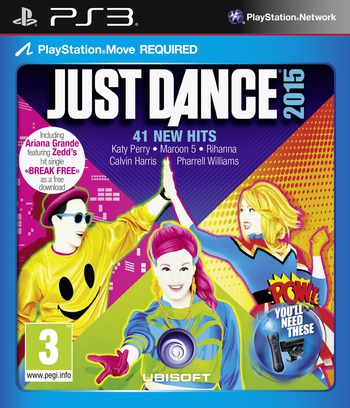 PS3
PlayStation®Network
PlayStation®Move REQUIRED
JUST DANCE® 2015
41 NEW HITS
Katy Perry • Maroon 5 • Rihanna
Calvin Harris • Pharrell Williams
Including
Ariana Grande
featuring Zedd's
hit single
«BREAK FREE»
as a free
download
POW!
YOU'LL
NEED
THESE
3
www.pegi.info
UBISOFT